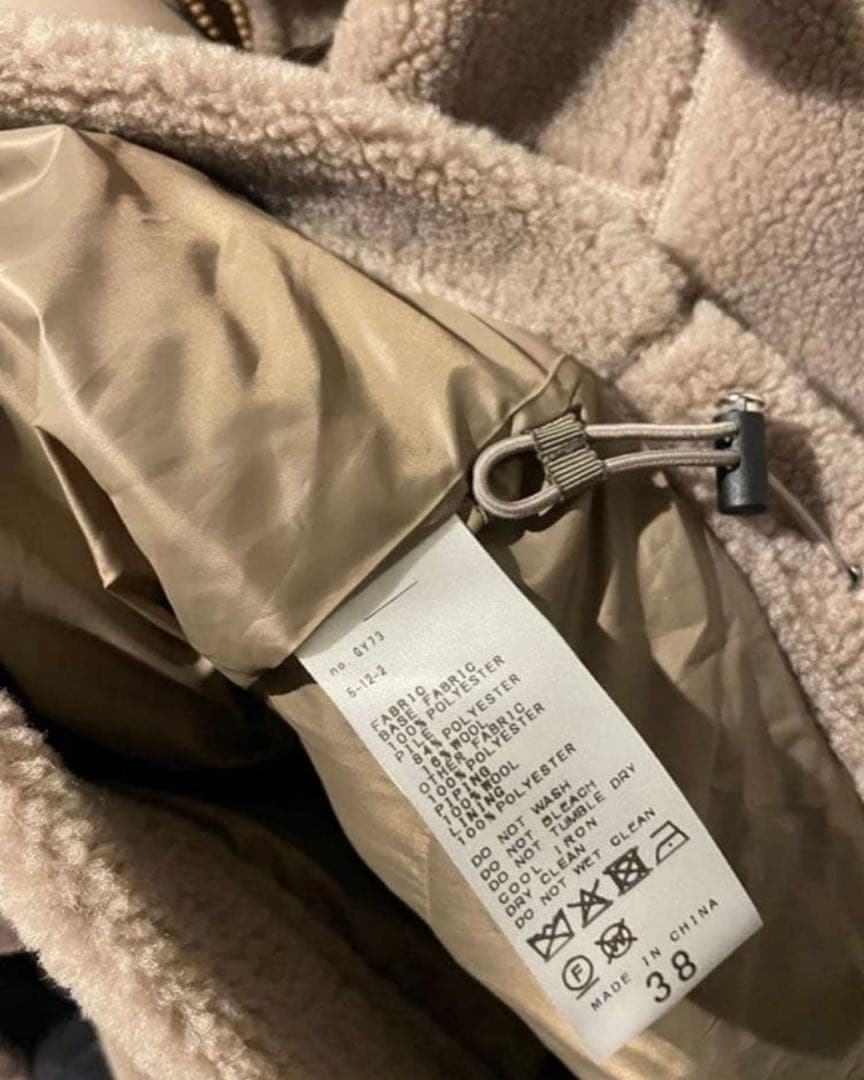 no. GY73
5-12-2
FABRIC
BASE FABRIC
100% POLYESTER
PILE
84% POLYESTER
16% WOOL
OTHER FABRIC
100% POLYESTER
PIPING
100% WOOL
LINING
100% POLYESTER
DO NOT WASH
DO NOT BLEACH
DO NOT TUMBLE DRY
COOL IRON
DRY CLEAN
DO NOT WET CLEAN
F W
MADE IN CHINA
38